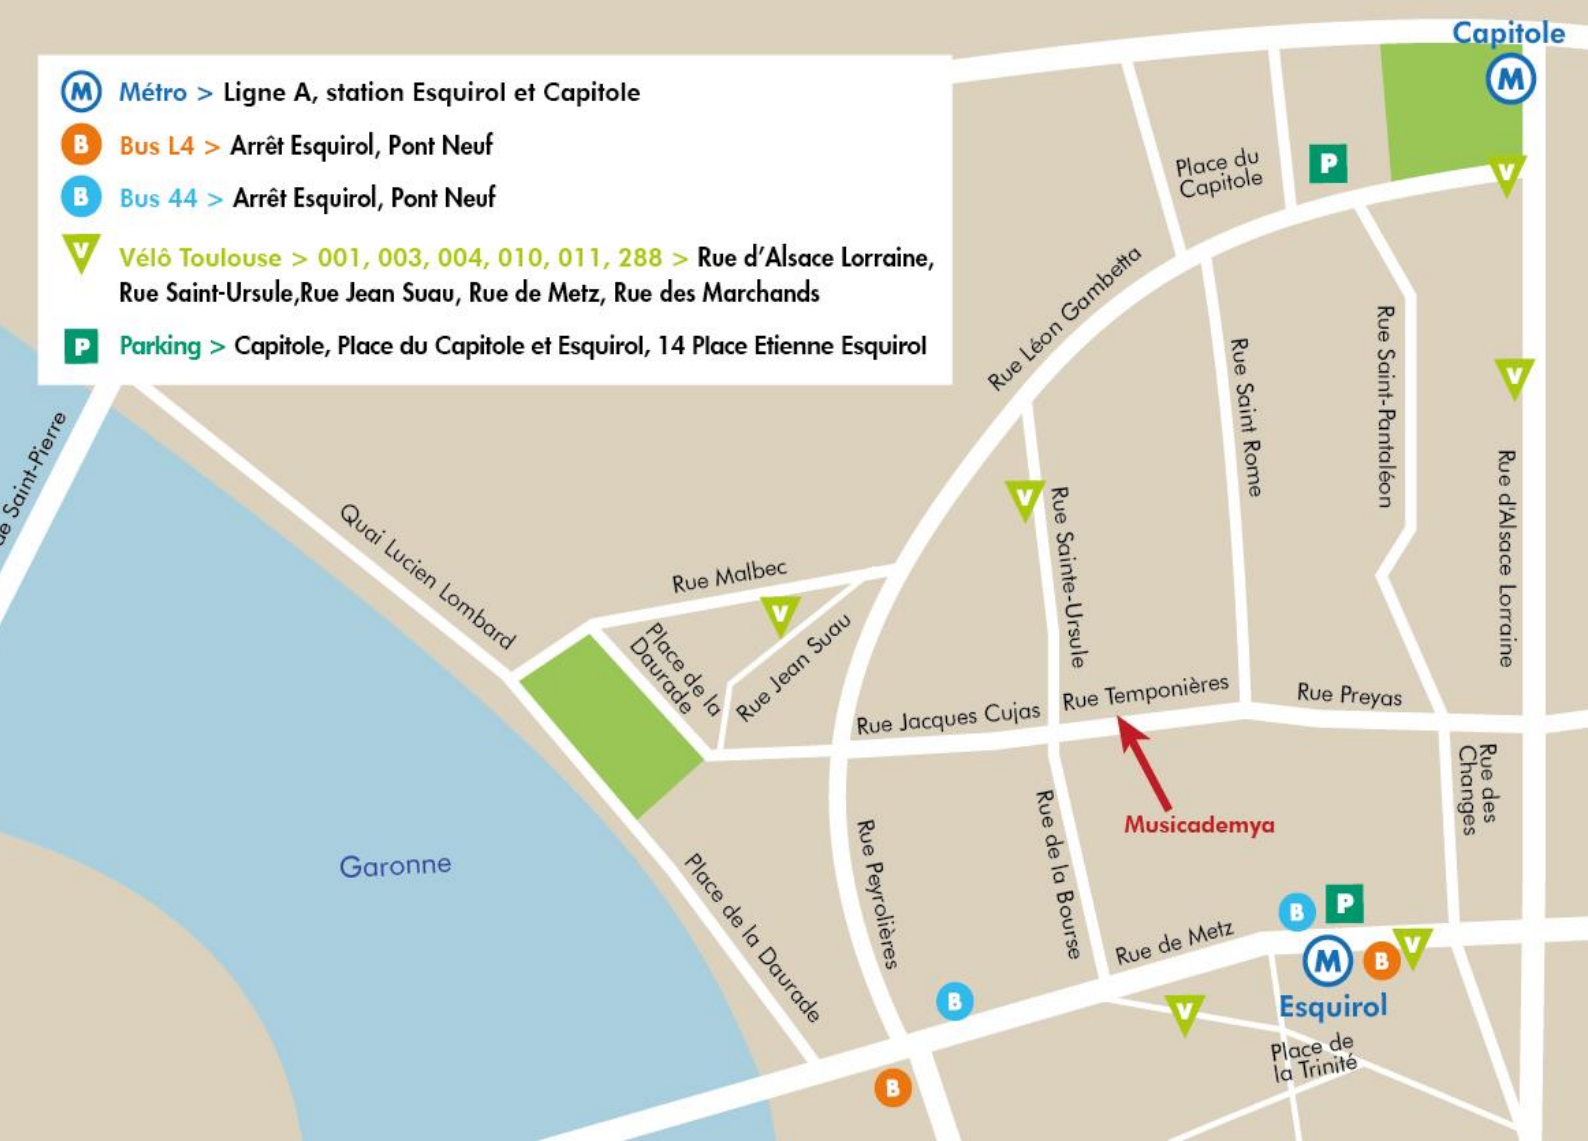 Capitole
M
M Métro > Ligne A, station Esquirol et Capitole
B Bus L4 > Arrêt Esquirol, Pont Neuf
B Bus 44 > Arrêt Esquirol, Pont Neuf
V Vélô Toulouse > 001, 003, 004, 010, 011, 288 > Rue d'Alsace Lorraine,
Rue Saint-Ursule,Rue Jean Suau, Rue de Metz, Rue des Marchands
P Parking > Capitole, Place du Capitole et Esquirol, 14 Place Etienne Esquirol
Place du
Capitole
P
V
Rue Léon Gambetta
Rue Saint Rome
Rue Saint-Pantaléon
V
Rue d'Alsace Lorraine
Saint-Pierre
Quai Lucien Lombard
V
Rue Sainte-Ursule
Rue Malbec
V
Place de la
Daurade
Rue Jean Suau
Rue Jacques Cujas
Rue Temponières
Rue Preyas
Rue des
Changes
Musicademya
Garonne
Place de la Daurade
Rue Peyrolières
Rue de la Bourse
Rue de Metz
B
P
M
B
V
Esquirol
B
V
Place de
la Trinité
B